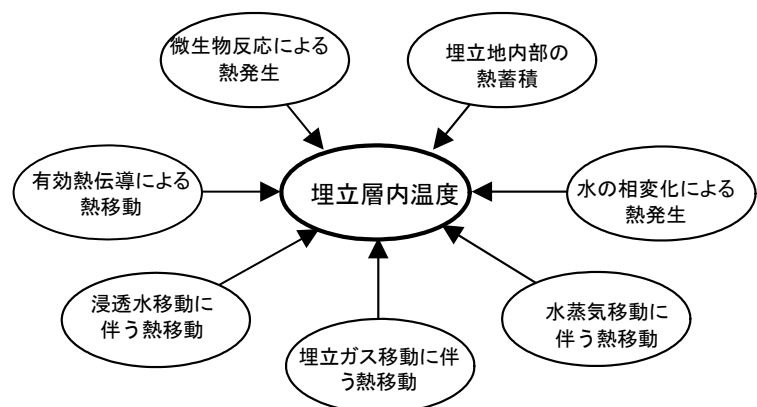 微生物反応による
熱発生
埋立地内部の
熱蓄積
有効熱伝導による
熱移動
埋立層内温度
水の相変化による
熱発生
浸透水移動に
伴う熱移動
埋立ガス移動に伴
う熱移動
水蒸気移動に
伴う熱移動